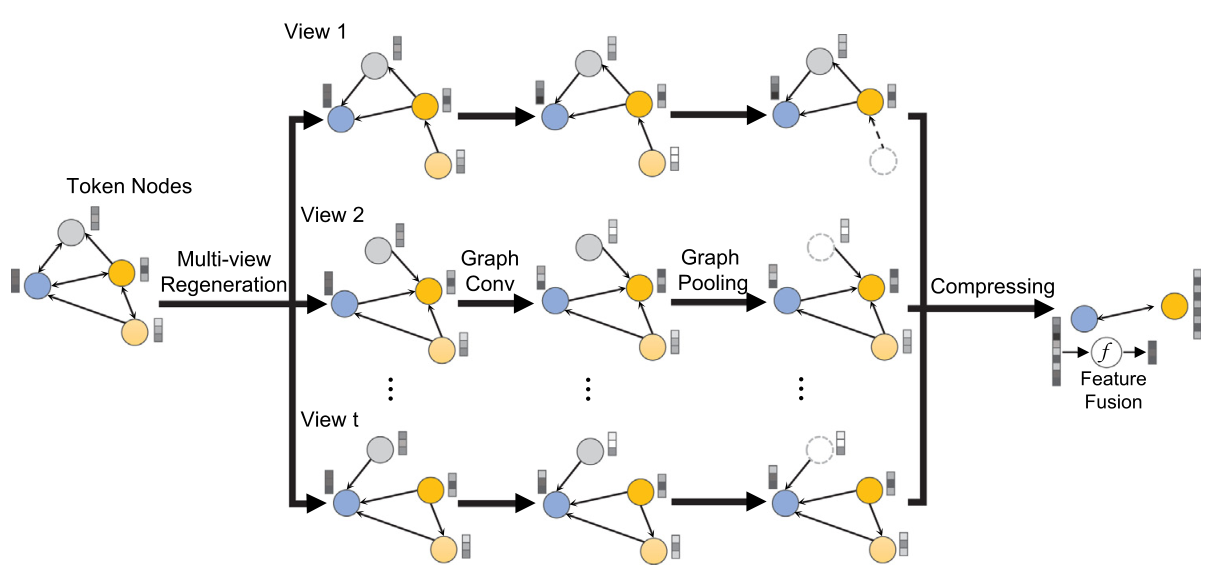 View 1
Token Nodes
View 2
Multi-view
Regeneration
Graph
Conv
Graph
Pooling
Compressing
f
Feature
Fusion
View t